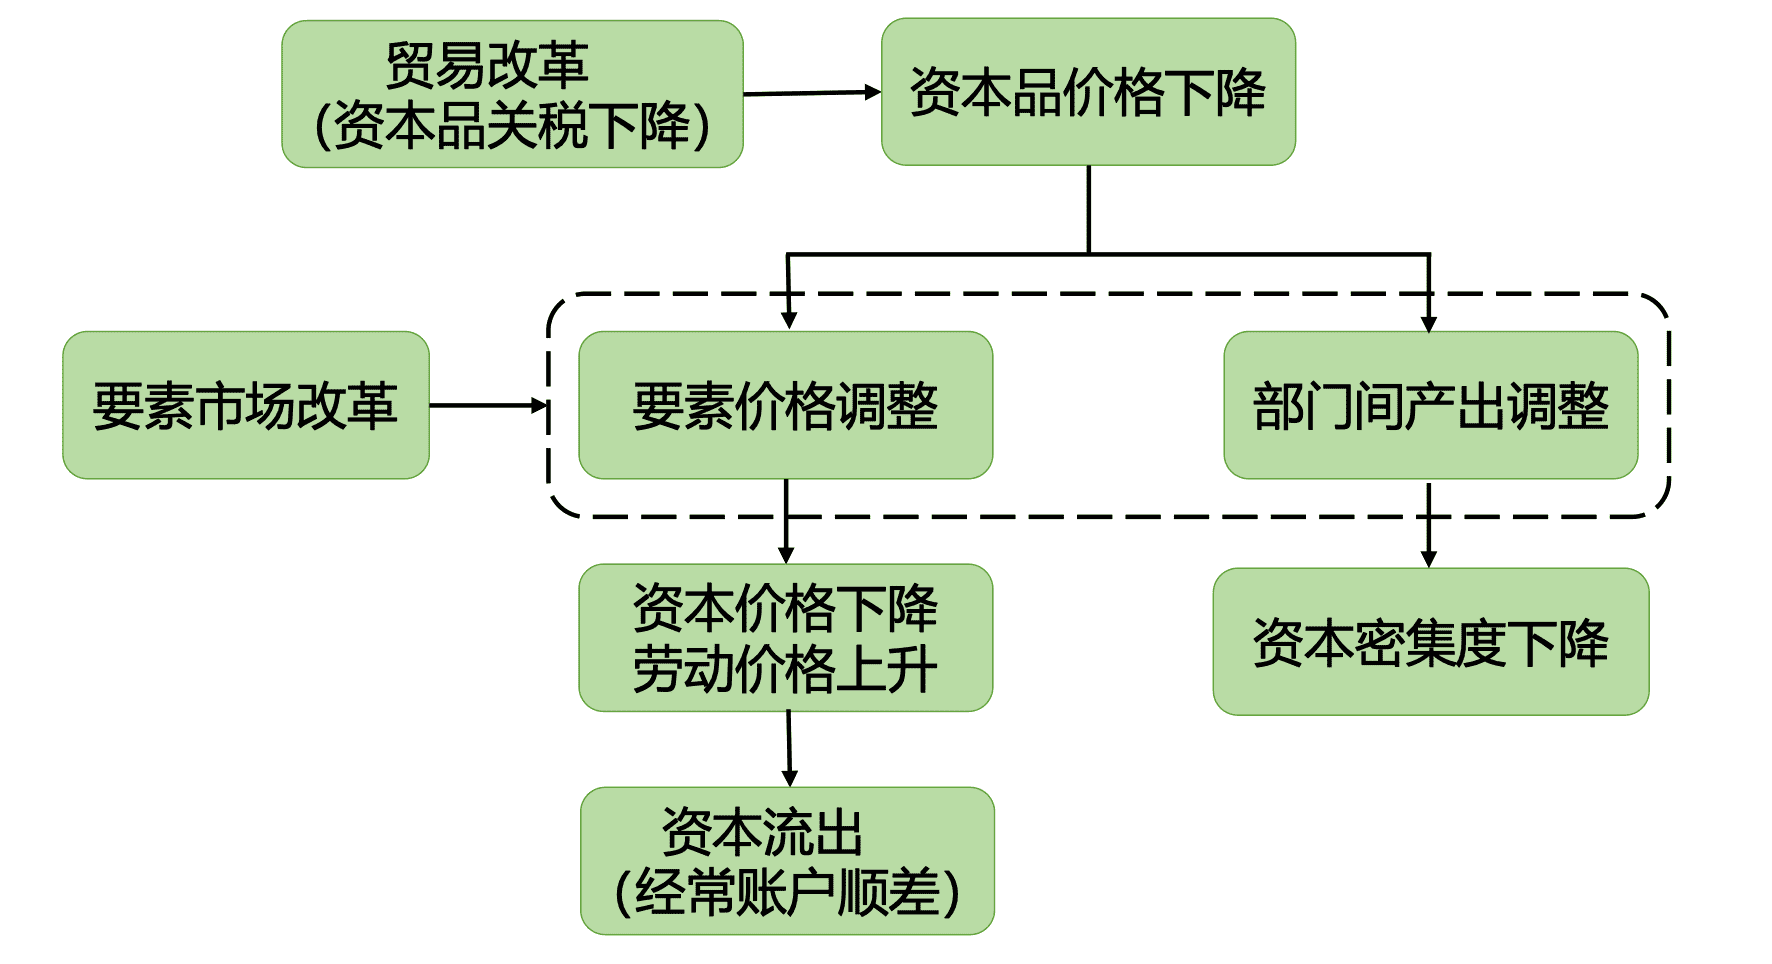 贸易改革
(资本品关税下降)
资本品价格下降
要素市场改革
要素价格调整
部门间产出调整
资本价格下降
劳动价格上升
资本密集度下降
资本流出
(经常账户顺差)